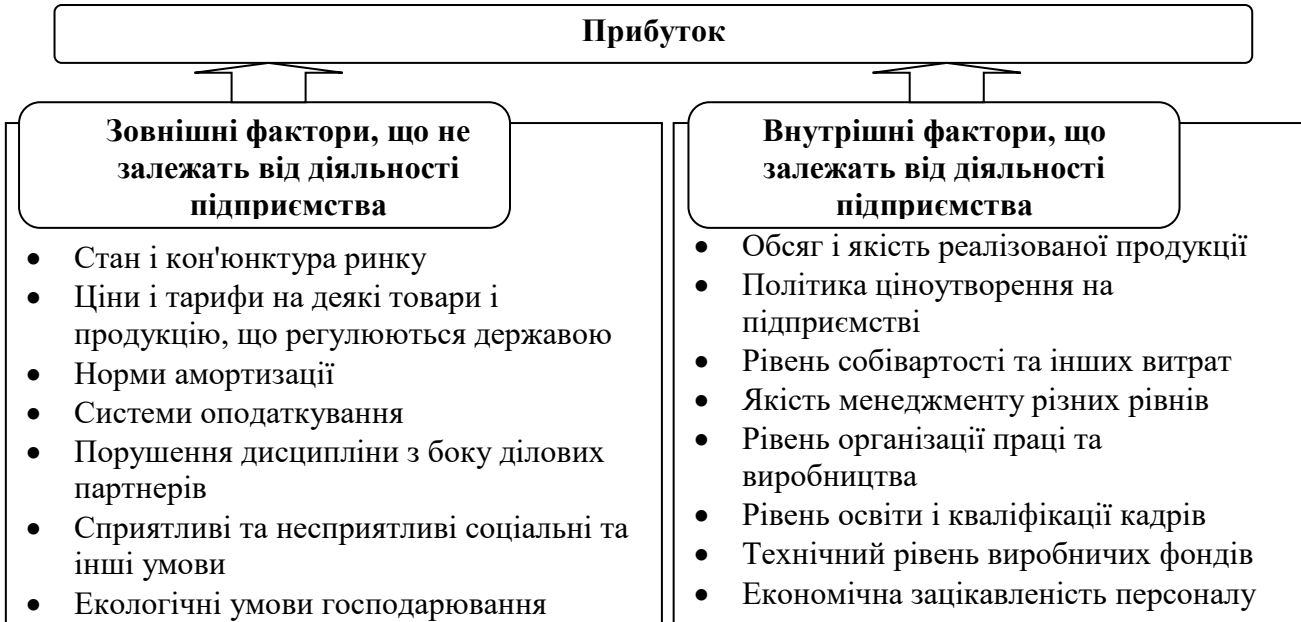 Прибуток
Зовнішні фактори, що не
залежать від діяльності
підприємства
• Стан і кон'юнктура ринку
• Ціни і тарифи на деякі товари і
продукцію, що регулюються державою
• Норми амортизації
• Системи оподаткування
• Порушення дисципліни з боку ділових
партнерів
• Сприятливі та несприятливі соціальні та
інші умови
• Екологічні умови господарювання
Внутрішні фактори, що
залежать від діяльності
підприємства
• Обсяг і якість реалізованої продукції
• Політика ціноутворення на
підприємстві
• Рівень собівартості та інших витрат
• Якість менеджменту різних рівнів
• Рівень організації праці та
виробництва
• Рівень освіти і кваліфікації кадрів
• Технічний рівень виробничих фондів
• Економічна зацікавленість персоналу